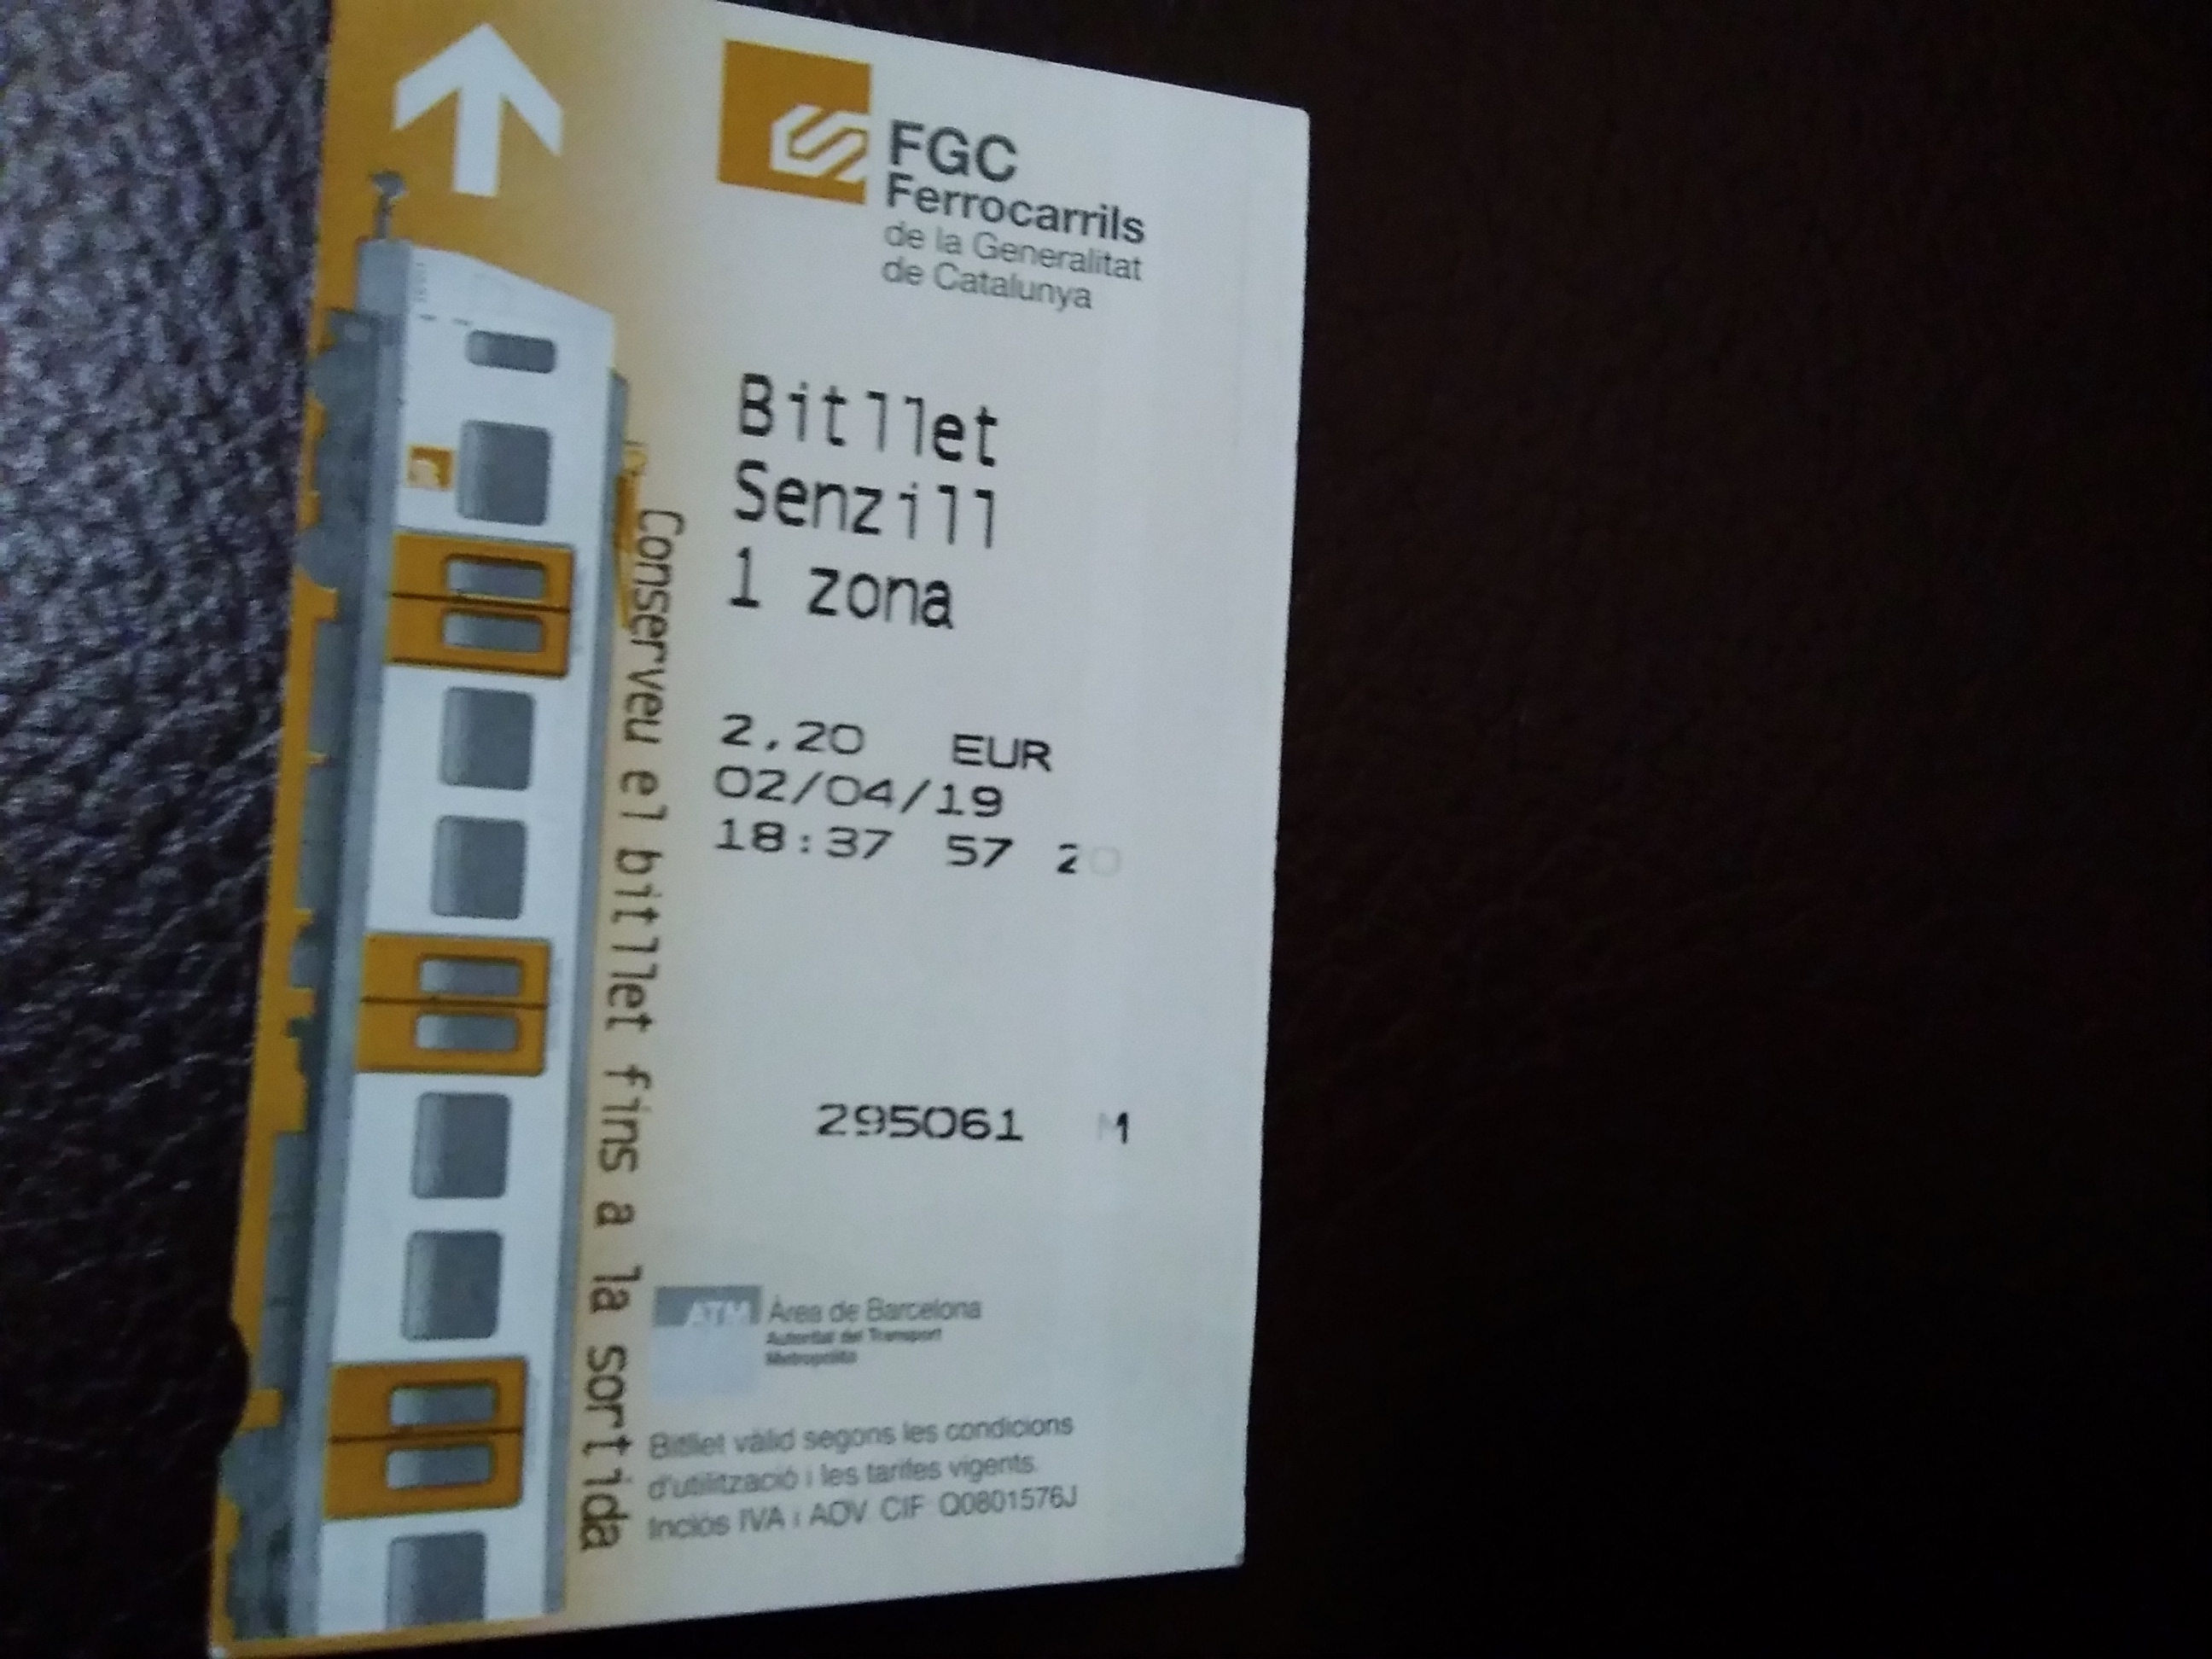 FGC
Ferrocarrils
de la Generalitat
de Catalunya
Bitllet
Senzill
1 zona
2,20 EUR
02/04/19
18:37 57 20
295061 M
Conserveu el bitllet fins a la sortida
ATM Àrea de Barcelona
Autoritat del Transport
Metropolità
Bitllet vàlid segons les condicions
d'utilització i les tarifes vigents.
Inclòs IVA i AOV. CIF: Q0801576J